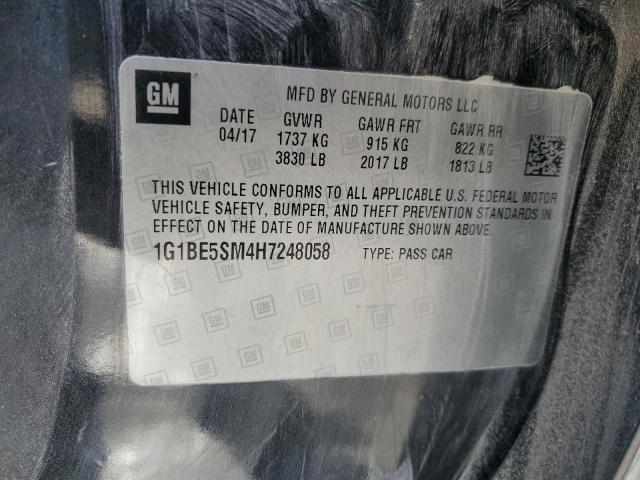 GM
MFD BY GENERAL MOTORS LLC
DATE GVWR GAWR FRT GAWR RR
04/17 1737 KG 915 KG 822 KG
3830 LB 2017 LB 1813 LB
THIS VEHICLE CONFORMS TO ALL APPLICABLE U.S. FEDERAL MOTOR
VEHICLE SAFETY, BUMPER, AND THEFT PREVENTION STANDARDS IN
EFFECT ON THE DATE OF MANUFACTURE SHOWN ABOVE.
1G1BE5SM4H7248058 TYPE: PASS CAR